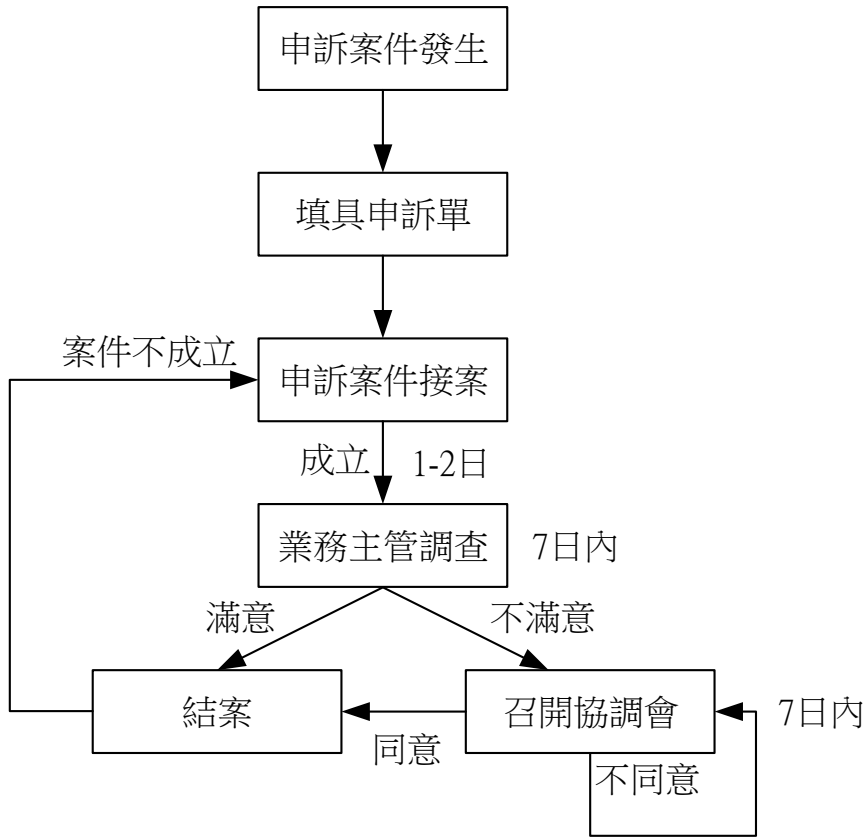 申訴案件發生
填具申訴單
案件不成立
申訴案件接案
成立
1-2日
業務主管調查
7日內
滿意
不滿意
結案
召開協調會
7日內
同意
不同意